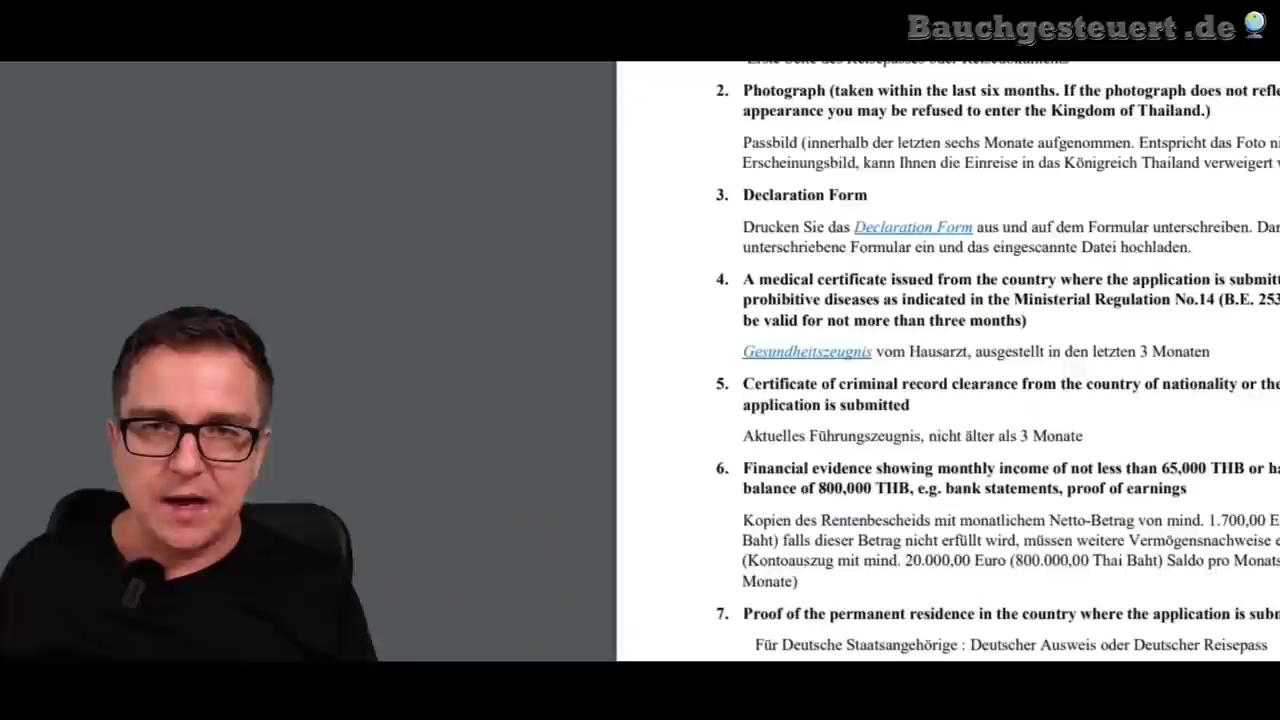 Bauchgesteuert.de
Erste Seite des Reisepasses oder Reisedokuments
2. Photograph (taken within the last six months. If the photograph does not
appearance you may be refused to enter the Kingdom of Thailand.)
Passbild (innerhalb der letzten sechs Monate aufgenommen. Entspricht das Foto
Erscheinungsbild, kann Ihnen die Einreise in das Königreich Thailand verweigert
3. Declaration Form
Drucken Sie das Declaration Form aus und auf dem Formular unterschreiben.
unterschriebene Formular ein und das eingescannte Datei hochladen.
4. A medical certificate issued from the country where the application is
prohibitive diseases as indicated in the Ministerial Regulation No.14 (B.E. 253
be valid for not more than three months)
Gesundheitszeugnis vom Hausarzt, ausgestellt in den letzten 3 Monaten
5. Certificate of criminal record clearance from the country of nationality or the
application is submitted
Aktuelles Führungszeugnis, nicht älter als 3 Monate
6. Financial evidence showing monthly income of not less than 65,000 THB or
balance of 800,000 THB, e.g. bank statements, proof of earnings
Kopien des Rentenbescheids mit monatlichem Netto-Betrag von mind. 1.700,00
Baht) falls dieser Betrag nicht erfüllt wird, müssen weitere Vermögensnachweise
(Kontoauszug mit mind. 20.000,00 Euro (800.000,00 Thai Baht) Saldo pro Monats
Monate)
7. Proof of the permanent residence in the country where the application is
Für Deutsche Staatsangehörige : Deutscher Ausweis oder Deutscher Reisepass